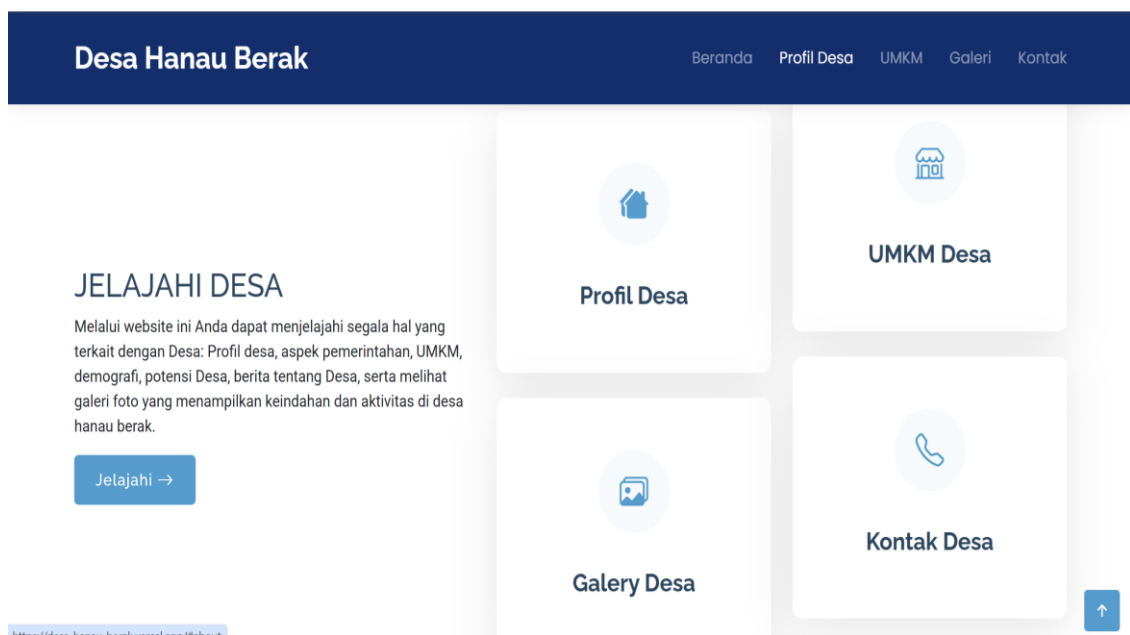 Desa Hanau Berak
Beranda Profil Desa UMKM Galeri Kontak
JELAJAHI DESA
Melalui website ini Anda dapat menjelajahi segala hal yang
terkait dengan Desa: Profil desa, aspek pemerintahan, UMKM,
demografi, potensi Desa, berita tentang Desa, serta melihat
galeri foto yang menampilkan keindahan dan aktivitas di desa
hanau berak.
Jelajahi →
Profil Desa
UMKM Desa
Galery Desa
Kontak Desa